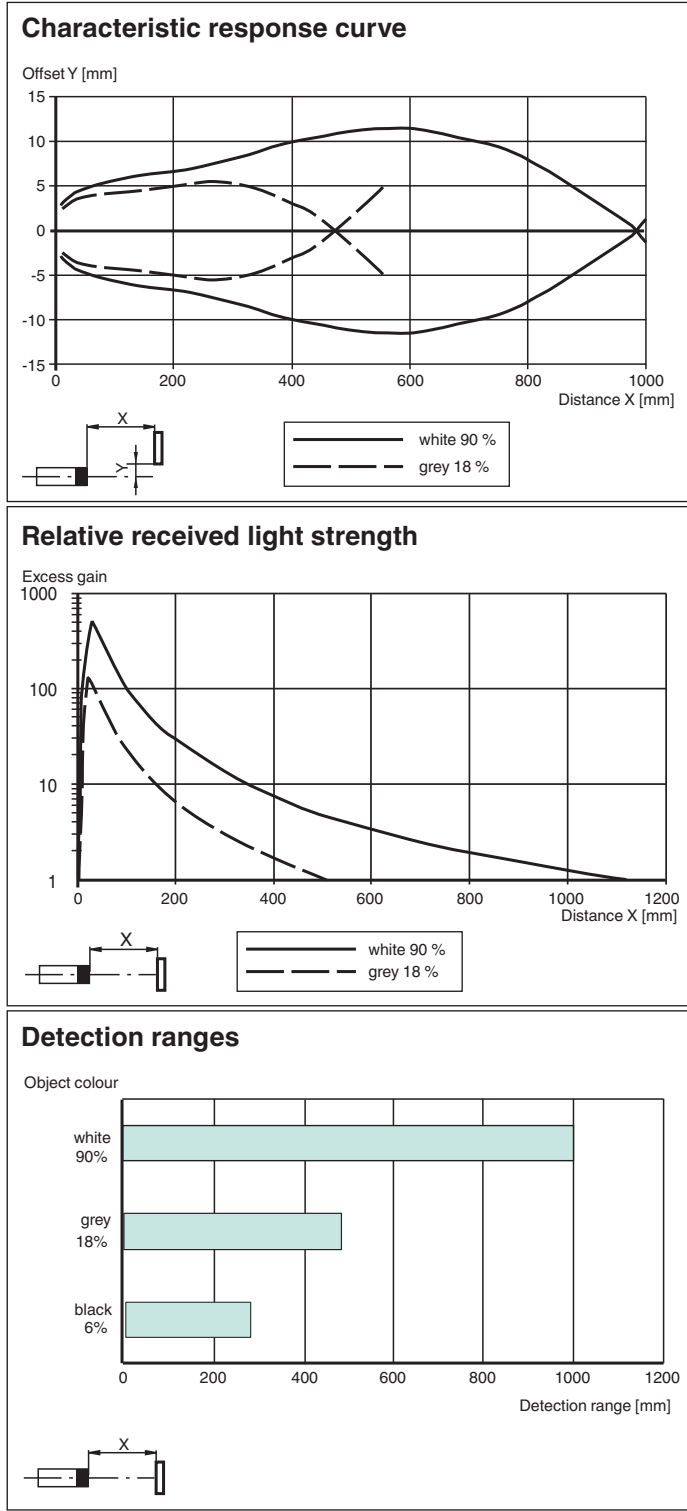 Characteristic response curve
Offset Y [mm]
15
10
5
0
-5
-10
-15
0 200 400 600 800 1000
Distance X [mm]
X
Y
white 90 %
grey 18 %
Relative received light strength
Excess gain
1000
100
10
1
0 200 400 600 800 1000 1200
Distance X [mm]
X
white 90 %
grey 18 %
Detection ranges
Object colour
white
90%
grey
18%
black
6%
0 200 400 600 800 1000 1200
Detection range [mm]
X